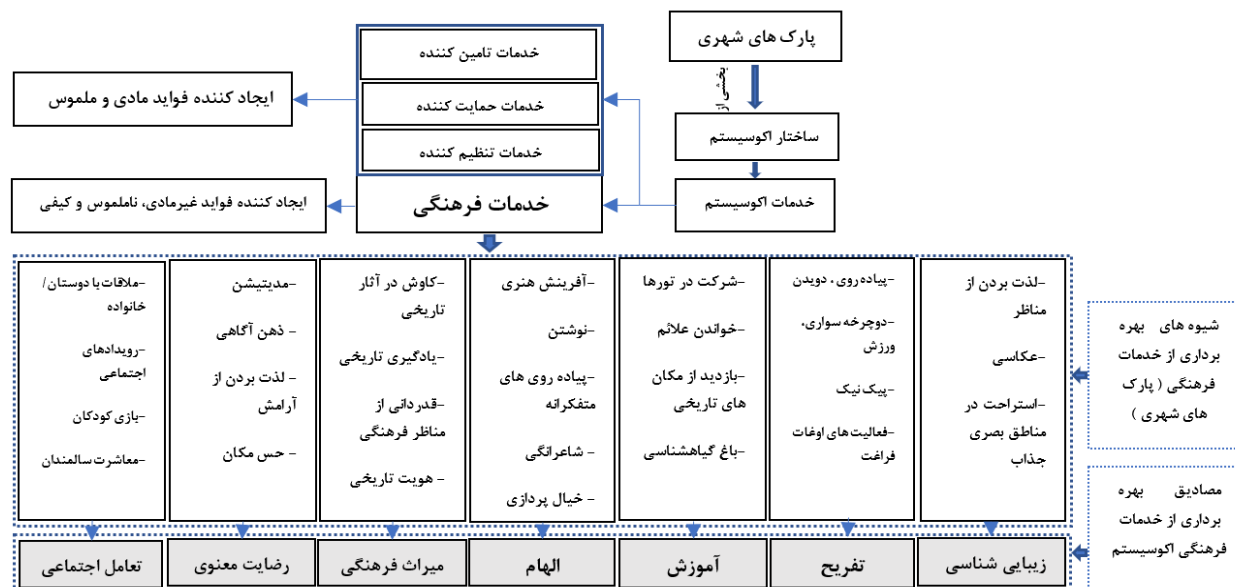 پارک های شهری
بخشی از
ساختار اکوسیستم
خدمات اکوسیستم
خدمات تامین کننده
خدمات حمایت کننده
خدمات تنظیم کننده
خدمات فرهنگی
ایجاد کننده فواید مادی و ملموس
ایجاد کننده فواید غیرمادی، ناملموس و کیفی
شیوه های بهره
برداری از خدمات
فرهنگی ( پارک
های شهری )
-لذت بردن از
مناظر
-عکاسی
-استراحت در
مناطق بصری
جذاب
-پیاده روی ، دویدن
-دوچرخه سواری،
ورزش
-پیک نیک
-فعالیت های اوغات
فراغت
-شرکت در تورها
-خواندن علائم
-بازدید از مکان
های تاریخی
-باغ گیاهشناسی
-آفرینش هنری
-نوشتن
-پیاده روی های
متفکرانه
- شاعرانگی
- خیال پردازی
-کاوش در آثار
تاریخی
-یادگیری تاریخی
-قدردانی از
مناظر فرهنگی
- هویت تاریخی
-مدیتیشن
- ذهن آگاهی
- لذت بردن از
آرامش
- حس مکان
-ملاقات با دوستان/
خانواده
-رویدادهای
اجتماعی
-بازی کودکان
-معاشرت سالمندان
مصادیق بهره
برداری از خدمات
فرهنگی اکوسیستم
زیبایی شناسی
تفریح
آموزش
الهام
میراث فرهنگی
رضایت معنوی
تعامل اجتماعی